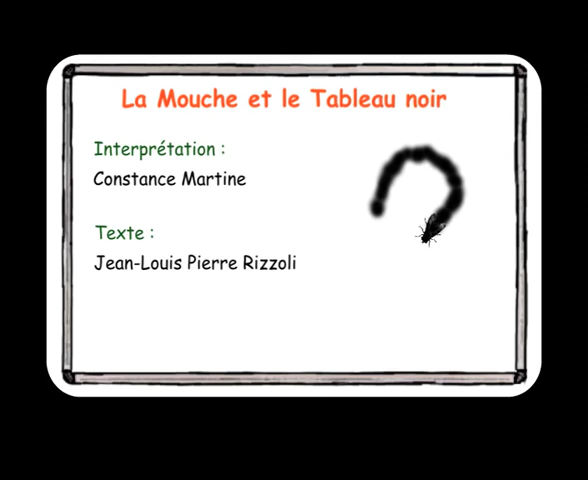 La Mouche et le Tableau noir
Interprétation :
Constance Martine
Texte :
Jean-Louis Pierre Rizzoli